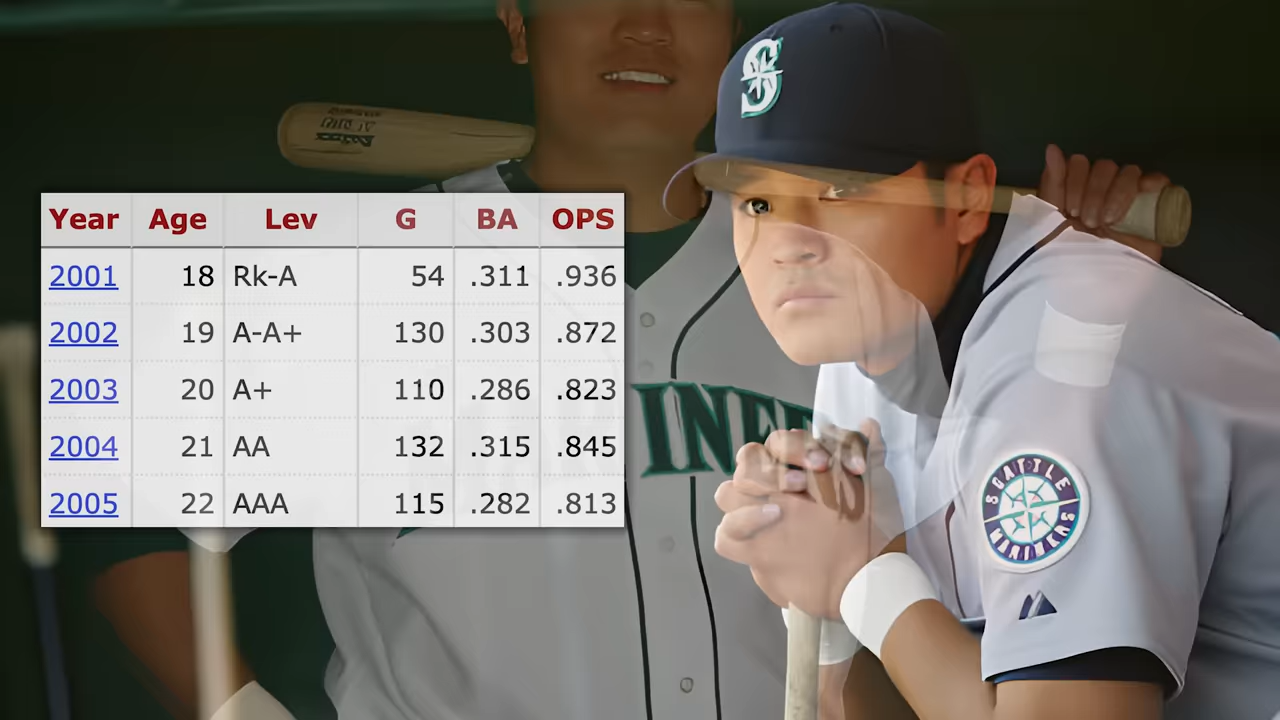 S
Year Age Lev G BA OPS
2001 18 Rk-A 54 .311 .936
2002 19 A-A+ 130 .303 .872
2003 20 A+ 110 .286 .823
2004 21 AA 132 .315 .845
2005 22 AAA 115 .282 .813
INE
SEATTLE
MARINERS